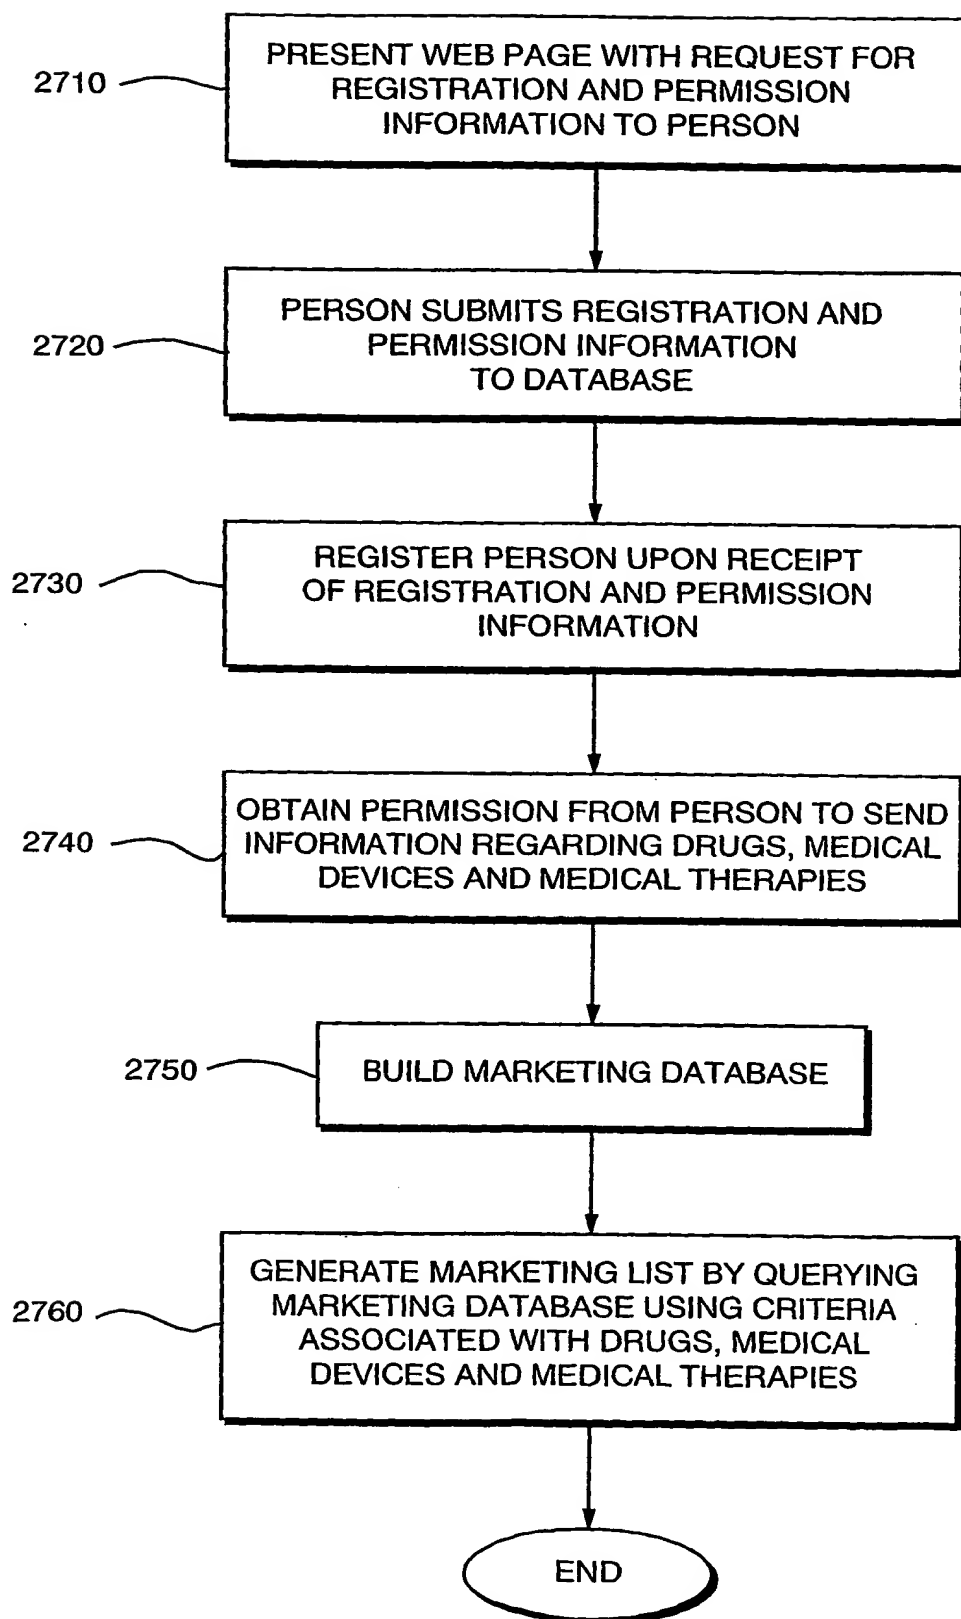 2710
PRESENT WEB PAGE WITH REQUEST FOR
REGISTRATION AND PERMISSION
INFORMATION TO PERSON
2720
PERSON SUBMITS REGISTRATION AND
PERMISSION INFORMATION
TO DATABASE
2730
REGISTER PERSON UPON RECEIPT
OF REGISTRATION AND PERMISSION
INFORMATION
2740
OBTAIN PERMISSION FROM PERSON TO SEND
INFORMATION REGARDING DRUGS, MEDICAL
DEVICES AND MEDICAL THERAPIES
2750
BUILD MARKETING DATABASE
2760
GENERATE MARKETING LIST BY QUERYING
MARKETING DATABASE USING CRITERIA
ASSOCIATED WITH DRUGS, MEDICAL
DEVICES AND MEDICAL THERAPIES
END